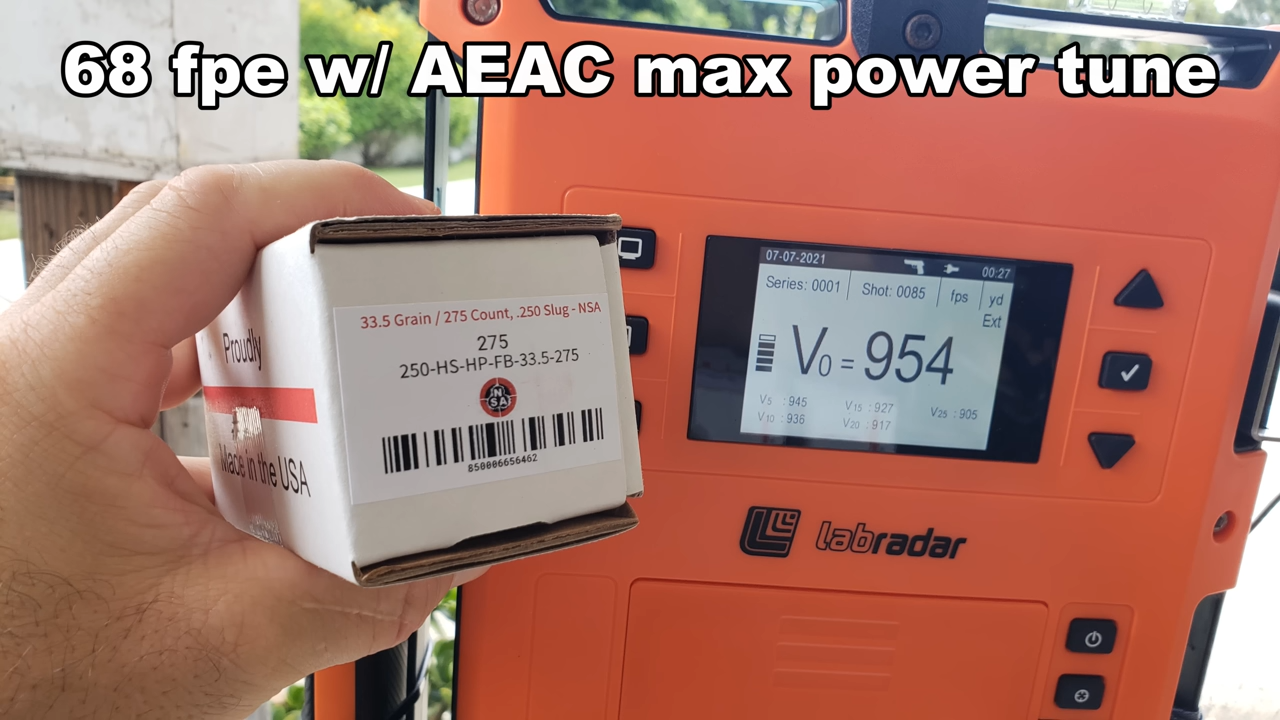 68 fpe w/ AEAC max power tune
Proudly
Made in the USA
33.5 Grain / 275 Count, .250 Slug - NSA
275
250-HS-HP-FB-33.5-275
NSA
850006656462
07-07-2021 00:27
Series: 0001 Shot: 0085 fps yd
Ext
V0 = 954
V5 : 945 V15 : 927 V25 : 905
V10 : 936 V20 : 917
labradar